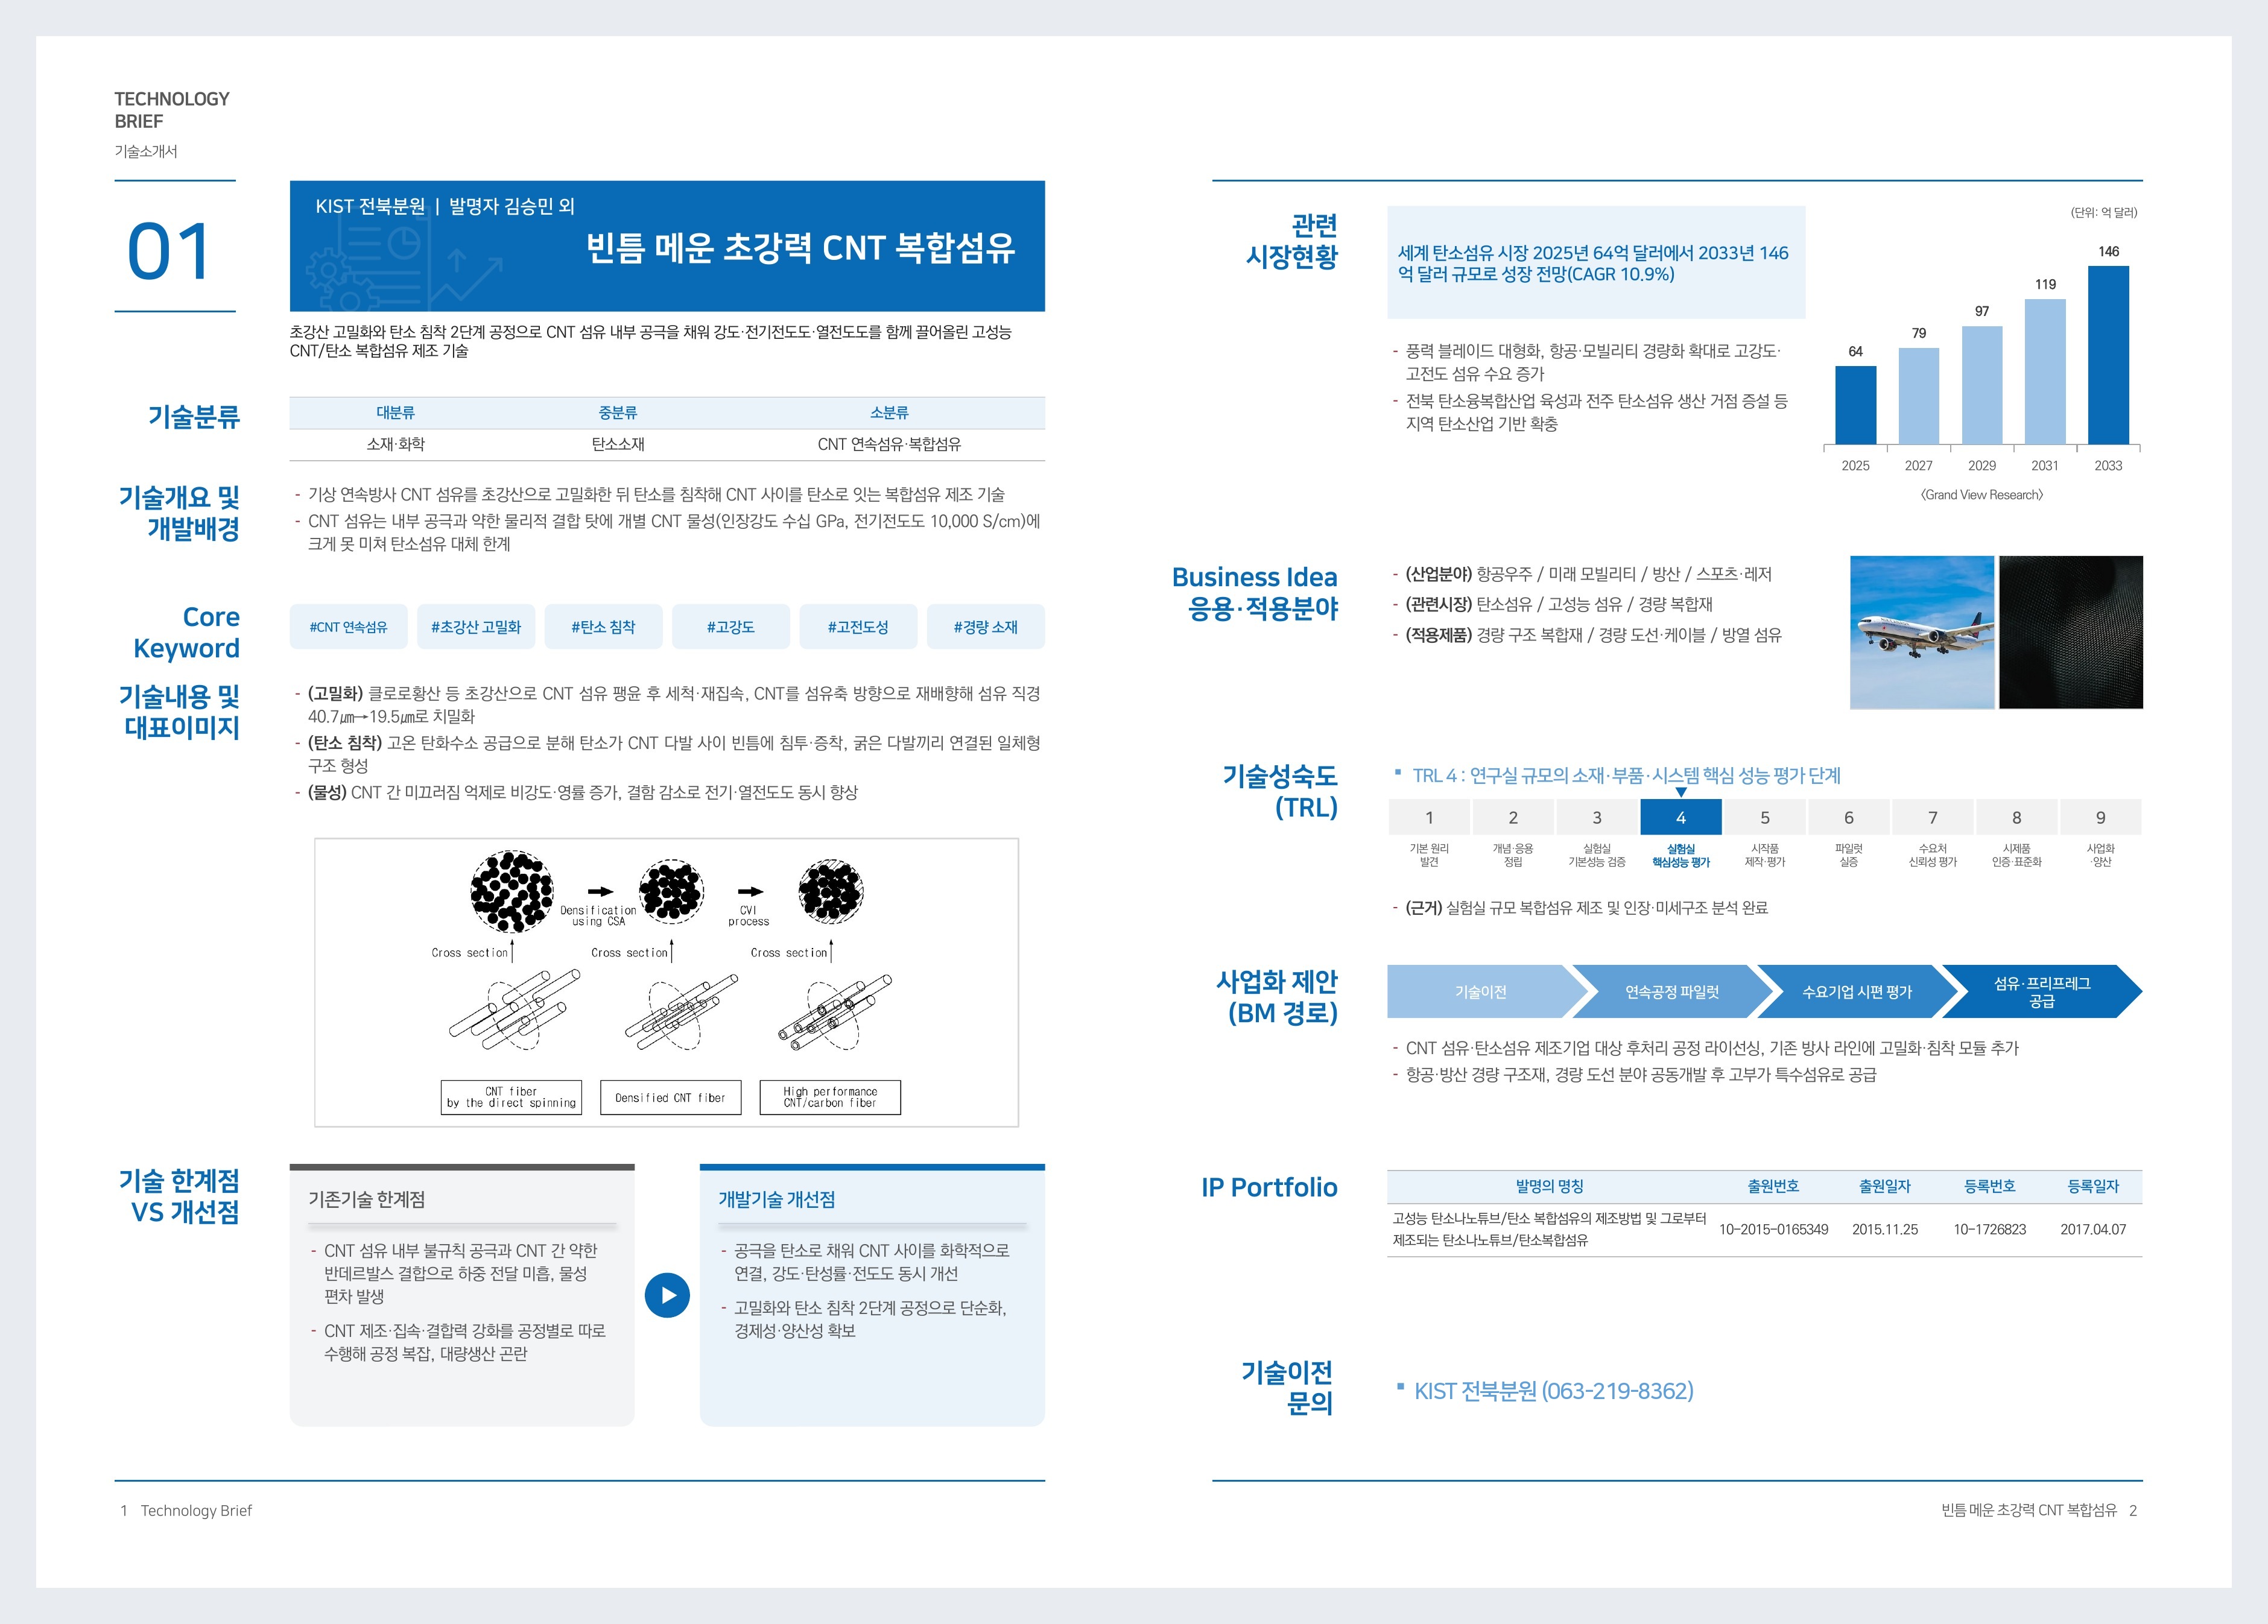 TECHNOLOGY
BRIEF
기술소개서
01
KIST 전북분원 | 발명자 김승민 외
빈틈 메운 초강력 CNT 복합섬유
초강산 고밀화와 탄소 침착 2단계 공정으로 CNT 섬유 내부 공극을 채워 강도·전기전도도·열전도도를 함께 끌어올린 고성능
CNT/탄소 복합섬유 제조 기술
기술분류
대분류 중분류 소분류
소재·화학 탄소소재 CNT 연속섬유·복합섬유
기술개요 및
개발배경
- 기상 연속방사 CNT 섬유를 초강산으로 고밀화한 뒤 탄소를 침착해 CNT 사이를 탄소로 잇는 복합섬유 제조 기술
- CNT 섬유는 내부 공극과 약한 물리적 결합 탓에 개별 CNT 물성(인장강도 수십 GPa, 전기전도도 10,000 S/cm)에
크게 못 미쳐 탄소섬유 대체 한계
Core
Keyword
#CNT 연속섬유 #초강산 고밀화 #탄소 침착 #고강도 #고전도성 #경량 소재
기술내용 및
대표이미지
- (고밀화) 클로로황산 등 초강산으로 CNT 섬유 팽윤 후 세척·재집속, CNT를 섬유축 방향으로 재배향해 섬유 직경
40.7㎛→19.5㎛로 치밀화
- (탄소 침착) 고온 탄화수소 공급으로 분해 탄소가 CNT 다발 사이 빈틈에 침투·증착, 굵은 다발끼리 연결된 일체형
구조 형성
- (물성) CNT 간 미끄러짐 억제로 비강도·영률 증가, 결함 감소로 전기·열전도도 동시 향상
Densification
using CSA
CVI
process
Cross section Cross section Cross section
CNT fiber
by the direct spinning
Densified CNT fiber
High performance
CNT/carbon fiber
기술 한계점
VS 개선점
기존기술 한계점
- CNT 섬유 내부 불규칙 공극과 CNT 간 약한
반데르발스 결합으로 하중 전달 미흡, 물성
편차 발생
- CNT 제조·집속·결합력 강화를 공정별로 따로
수행해 공정 복잡, 대량생산 곤란
개발기술 개선점
- 공극을 탄소로 채워 CNT 사이를 화학적으로
연결, 강도·탄성률·전도도 동시 개선
- 고밀화와 탄소 침착 2단계 공정으로 단순화,
경제성·양산성 확보
1 Technology Brief
관련
시장현황
세계 탄소섬유 시장 2025년 64억 달러에서 2033년 146
억 달러 규모로 성장 전망(CAGR 10.9%)
- 풍력 블레이드 대형화, 항공·모빌리티 경량화 확대로 고강도·
고전도 섬유 수요 증가
- 전북 탄소융복합산업 육성과 전주 탄소섬유 생산 거점 증설 등
지역 탄소산업 기반 확충
(단위: 억 달러)
64 79 97 119 146
2025 2027 2029 2031 2033
〈Grand View Research〉
Business Idea
응용·적용분야
- (산업분야) 항공우주 / 미래 모빌리티 / 방산 / 스포츠·레저
- (관련시장) 탄소섬유 / 고성능 섬유 / 경량 복합재
- (적용제품) 경량 구조 복합재 / 경량 도선·케이블 / 방열 섬유
기술성숙도
(TRL)
TRL 4 : 연구실 규모의 소재·부품·시스템 핵심 성능 평가 단계
1 2 3 4 5 6 7 8 9
기본 원리
발견
개념·응용
정립
실험실
기본성능 검증
실험실
핵심성능 평가
시작품
제작·평가
파일럿
실증
수요처
신뢰성 평가
시제품
인증·표준화
사업화
·양산
- (근거) 실험실 규모 복합섬유 제조 및 인장·미세구조 분석 완료
사업화 제안
(BM 경로)
기술이전
연속공정 파일럿
수요기업 시편 평가
섬유·프리프레그
공급
- CNT 섬유·탄소섬유 제조기업 대상 후처리 공정 라이선싱, 기존 방사 라인에 고밀화·침착 모듈 추가
- 항공·방산 경량 구조재, 경량 도선 분야 공동개발 후 고부가 특수섬유로 공급
IP Portfolio
발명의 명칭 출원번호 출원일자 등록번호 등록일자
고성능 탄소나노튜브/탄소 복합섬유의 제조방법 및 그로부터
제조되는 탄소나노튜브/탄소복합섬유
10-2015-0165349 2015.11.25 10-1726823 2017.04.07
기술이전
문의
KIST 전북분원 (063-219-8362)
빈틈 메운 초강력 CNT 복합섬유 2